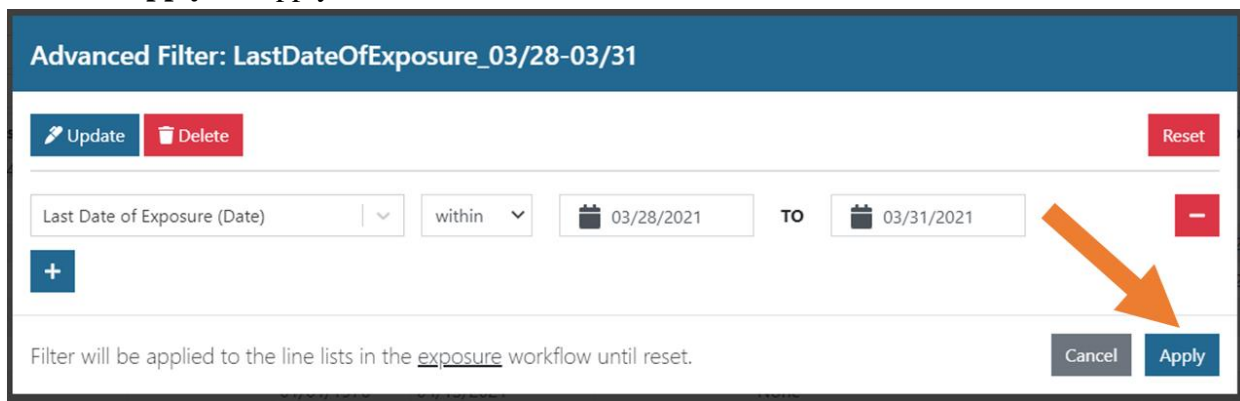 Advanced Filter: LastDateOfExposure_03/28-03/31
Update Delete Reset
Last Date of Exposure (Date) within 03/28/2021 TO 03/31/2021
Filter will be applied to the line lists in the exposure workflow until reset. Cancel Apply